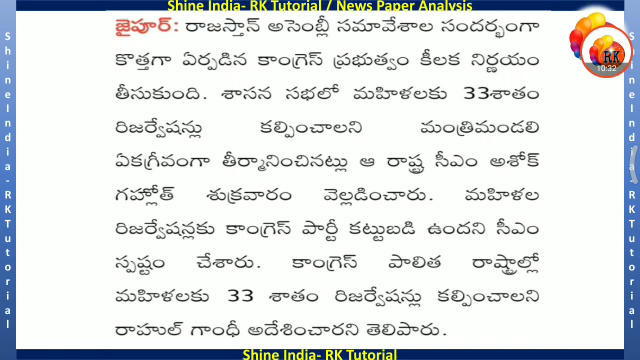 Shine India- RK Tutorial / News Paper Analysis
జైపూర్: రాజస్తాన్ అసెంబ్లీ సమావేశాల సందర్భంగా
కొత్తగా ఏర్పడిన కాంగ్రెస్ ప్రభుత్వం కీలక నిర్ణయం
తీసుకుంది. శాసన సభలో మహిళలకు 33శాతం
రిజర్వేషన్లు కల్పించాలని మంత్రిమండలి
ఏకగ్రీవంగా తీర్మానించినట్లు ఆ రాష్ట్ర సీఎం అశోక్
గహ్లోత్ శుక్రవారం వెల్లడించారు. మహిళల
రిజర్వేషన్లకు కాంగ్రెస్ పార్టీ కట్టుబడి ఉందని సీఎం
స్పష్టం చేశారు. కాంగ్రెస్ పాలిత రాష్ట్రాల్లో
మహిళలకు 33 శాతం రిజర్వేషన్లు కల్పించాలని
రాహుల్ గాంధీ అదేశించారని తెలిపారు.
Shine India- RK Tutorial
ShineIndia-RKTutorial
ShineIndia-RKTutorial
RK
10:32